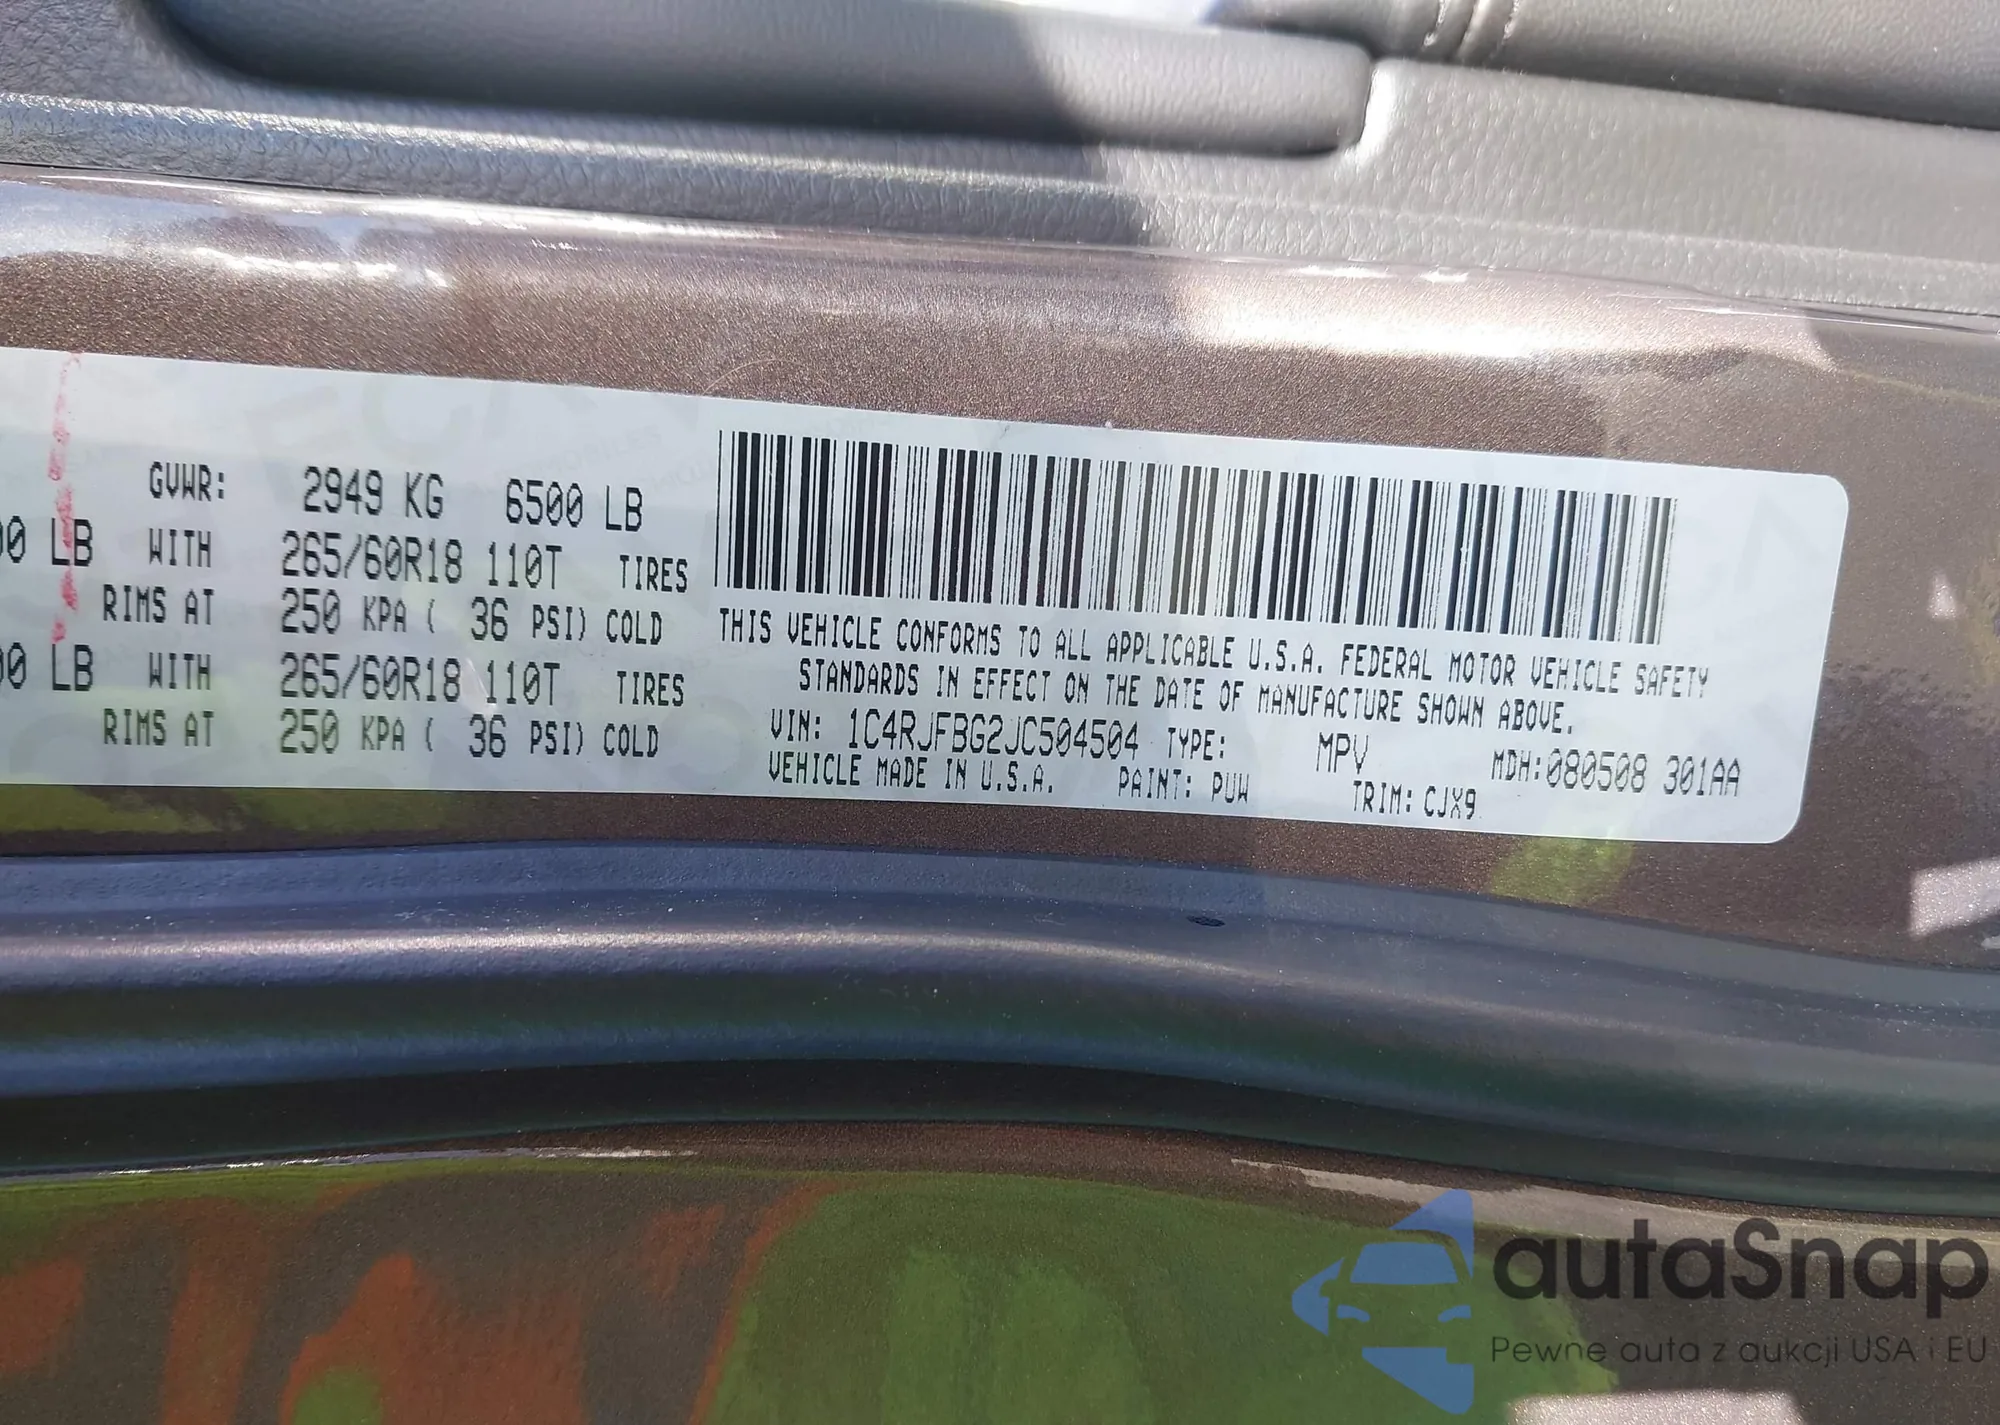 GVWR: 2949 KG 6500 LB
00 LB WITH 265/60R18 110T TIRES
RIMS AT 250 KPA ( 36 PSI) COLD
00 LB WITH 265/60R18 110T TIRES
RIMS AT 250 KPA ( 36 PSI) COLD
THIS VEHICLE CONFORMS TO ALL APPLICABLE U.S.A. FEDERAL MOTOR VEHICLE SAFETY
STANDARDS IN EFFECT ON THE DATE OF MANUFACTURE SHOWN ABOVE.
VIN: 1C4RJFBG2JC504504 TYPE: MPV MDH:080508 301AA
VEHICLE MADE IN U.S.A. PAINT: PUW TRIM: CJX9
autaSnap
Pewne auta z aukcji USA i EU